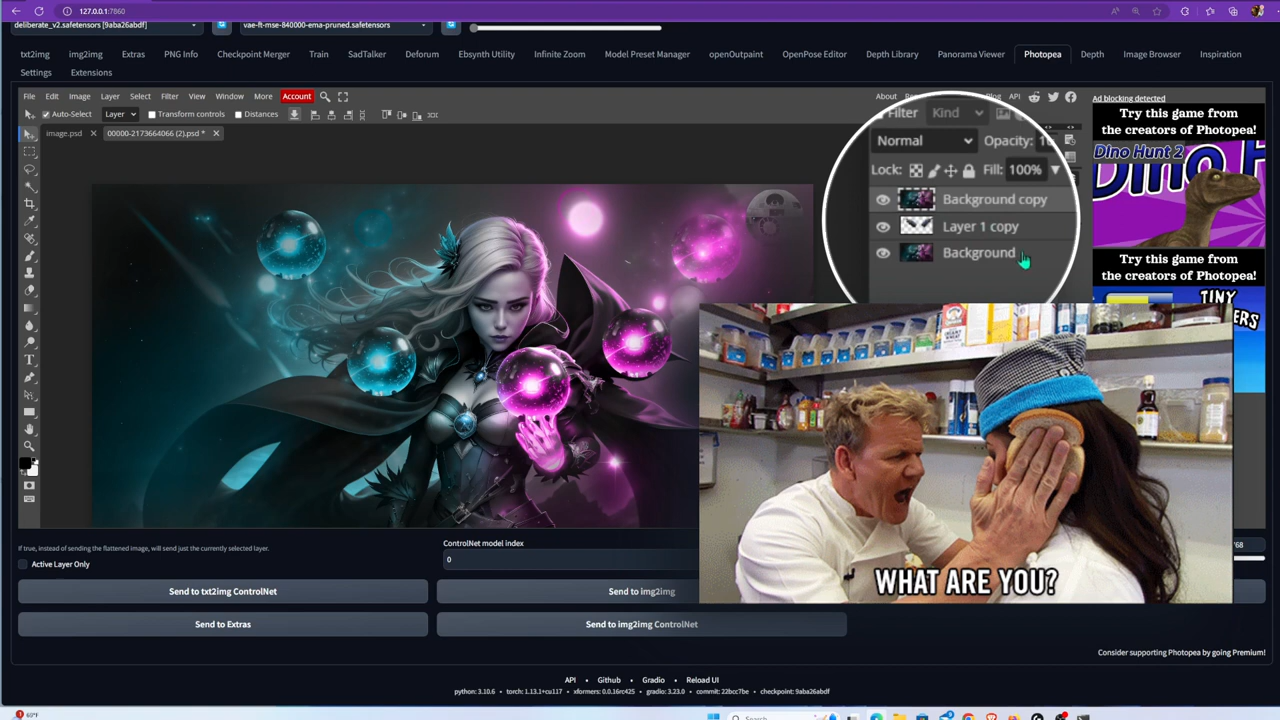 127.0.0.1:7860
deliberate_v2.safetensors [9aba26abdf]
vae-ft-mse-840000-ema-pruned.safetensors
txt2img img2img Extras PNG Info Checkpoint Merger Train SadTalker Deforum Ebsynth Utility Infinite Zoom Model Preset Manager openOutpaint OpenPose Editor Depth Library Panorama Viewer Photopea Depth Image Browser Inspiration
Settings Extensions
File Edit Image Layer Select Filter View Window More Account
About
API
Auto-Select Layer Transform controls Distances
image.psd
00000-2173664066 (2).psd *
Filter Kind
Normal Opacity:
Lock: Fill: 100%
Background copy
Layer 1 copy
Background
Ad blocking detected
Try this game from
the creators of Photopea!
Dino Hunt 2
Try this game from
the creators of Photopea!
TINY
WHAT ARE YOU?
If true, instead of sending the flattened image, will send just the currently selected layer.
Active Layer Only
ControlNet model index
0
Send to txt2img ControlNet
Send to img2img
Send to Extras
Send to img2img ControlNet
Consider supporting Photopea by going Premium!
API • Github • Gradio • Reload UI
python: 3.10.6 • torch: 1.13.1+cu117 • xformers: 0.0.16rc425 • gradio: 3.23.0 • commit: 22bcc7be • checkpoint: 9aba26abdf
60°F
Search